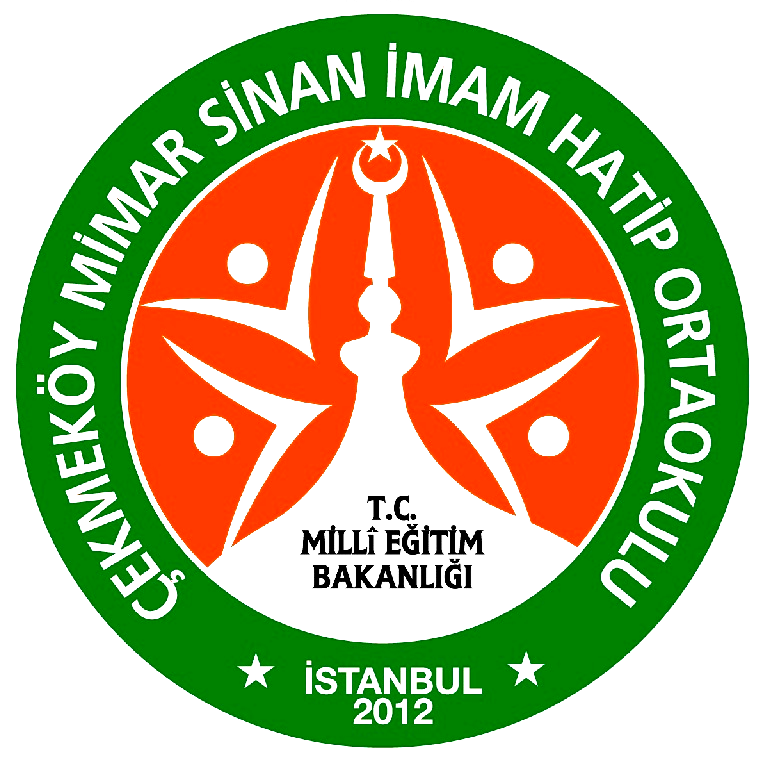 ÇEKMEKÖY MİMAR SİNAN İMAM HATİP ORTAOKULU
T.C.
MİLLÎ EĞİTİM
BAKANLIĞI
İSTANBUL
2012